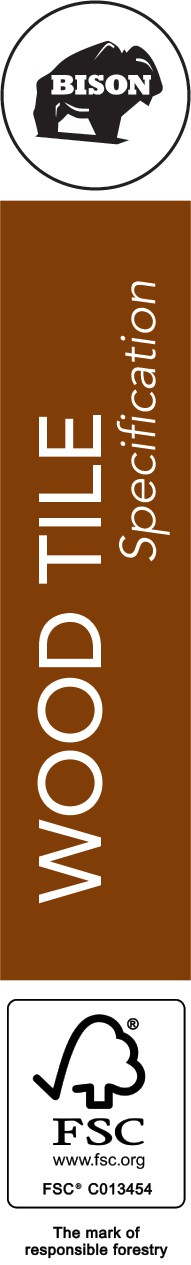 BISON
WOOD TILE
Specification
®
FSC
www.fsc.org
FSC® C013454
The mark of
responsible forestry